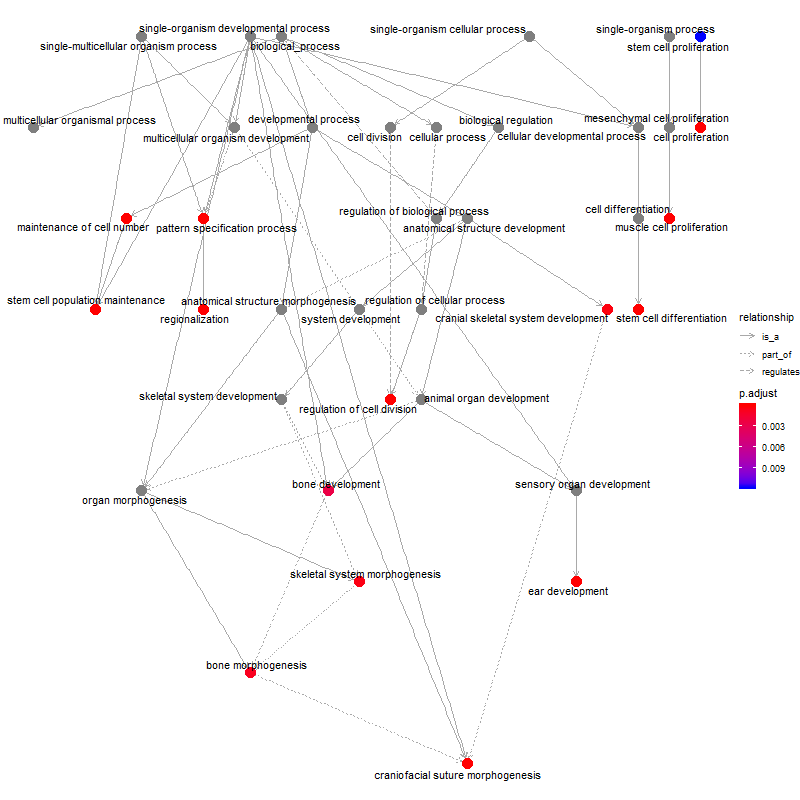 single-organism developmental process
single-organism cellular process
single-organism process
single-multicellular organism process
biological_process
stem cell proliferation
multicellular organismal process
developmental process
biological regulation
mesenchymal cell proliferation
multicellular organism development
cell division
cellular process
cellular developmental process
cell proliferation
regulation of biological process
cell differentiation
maintenance of cell number
pattern specification process
anatomical structure development
muscle cell proliferation
stem cell population maintenance
anatomical structure morphogenesis
regulation of cellular process
regionalization
system development
cranial skeletal system development
stem cell differentiation
relationship
is_a
part_of
regulates
p.adjust
0.003
0.006
0.009
skeletal system development
regulation of cell division
animal organ development
organ morphogenesis
bone development
sensory organ development
skeletal system morphogenesis
ear development
bone morphogenesis
craniofacial suture morphogenesis